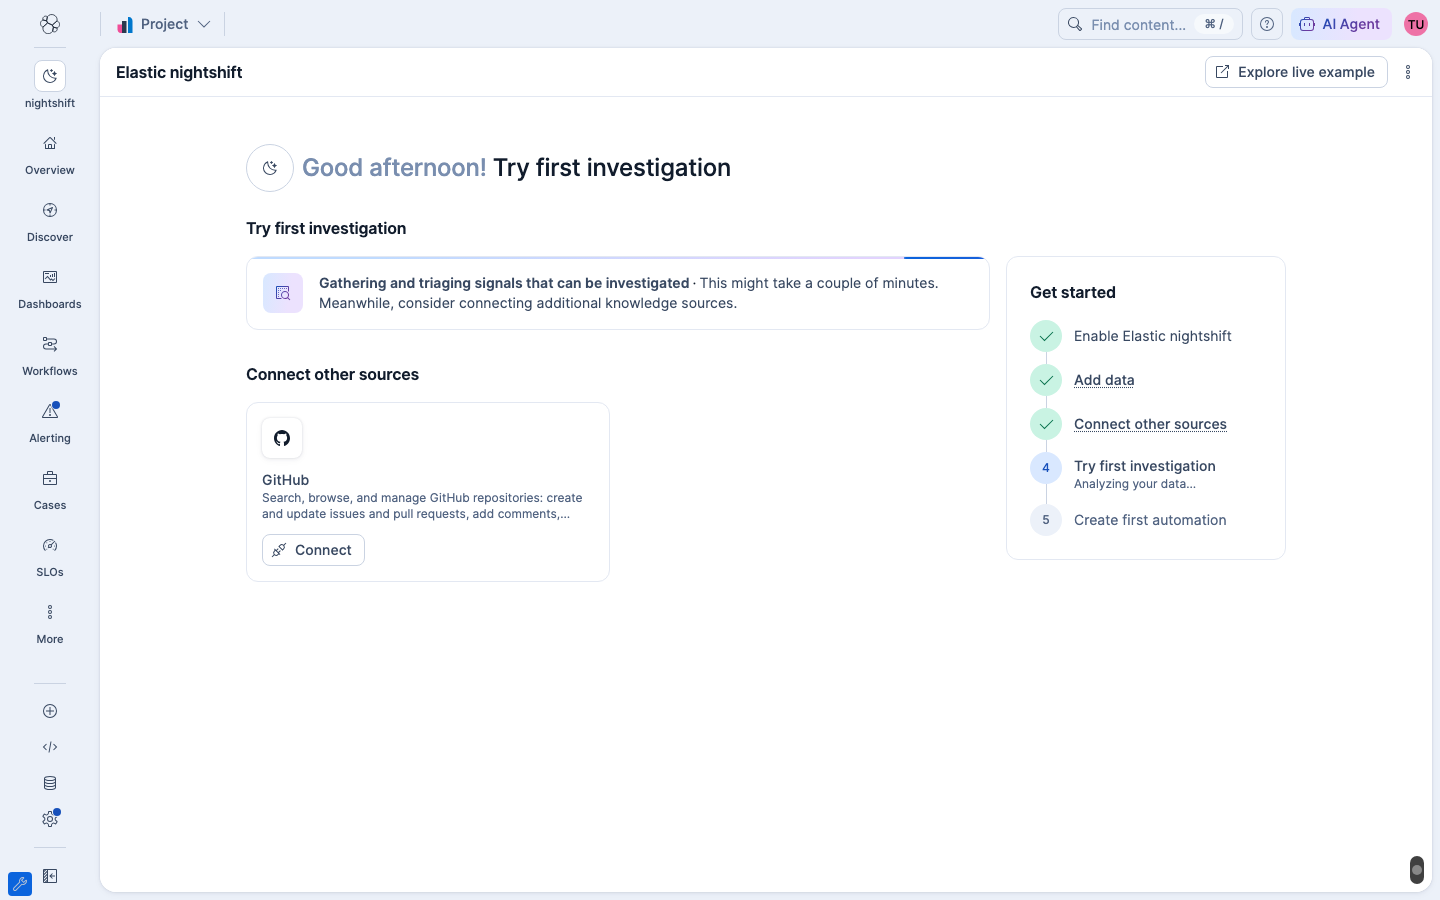 Project
Find content...
⌘ /
AI Agent
TU
nightshift
Overview
Discover
Dashboards
Workflows
Alerting
Cases
SLOs
More
Elastic nightshift
Explore live example
Good afternoon! Try first investigation
Try first investigation
Gathering and triaging signals that can be investigated · This might take a couple of minutes.
Meanwhile, consider connecting additional knowledge sources.
Connect other sources
GitHub
Search, browse, and manage GitHub repositories: create
and update issues and pull requests, add comments,...
Connect
Get started
Enable Elastic nightshift
Add data
Connect other sources
4
Try first investigation
Analyzing your data...
5
Create first automation